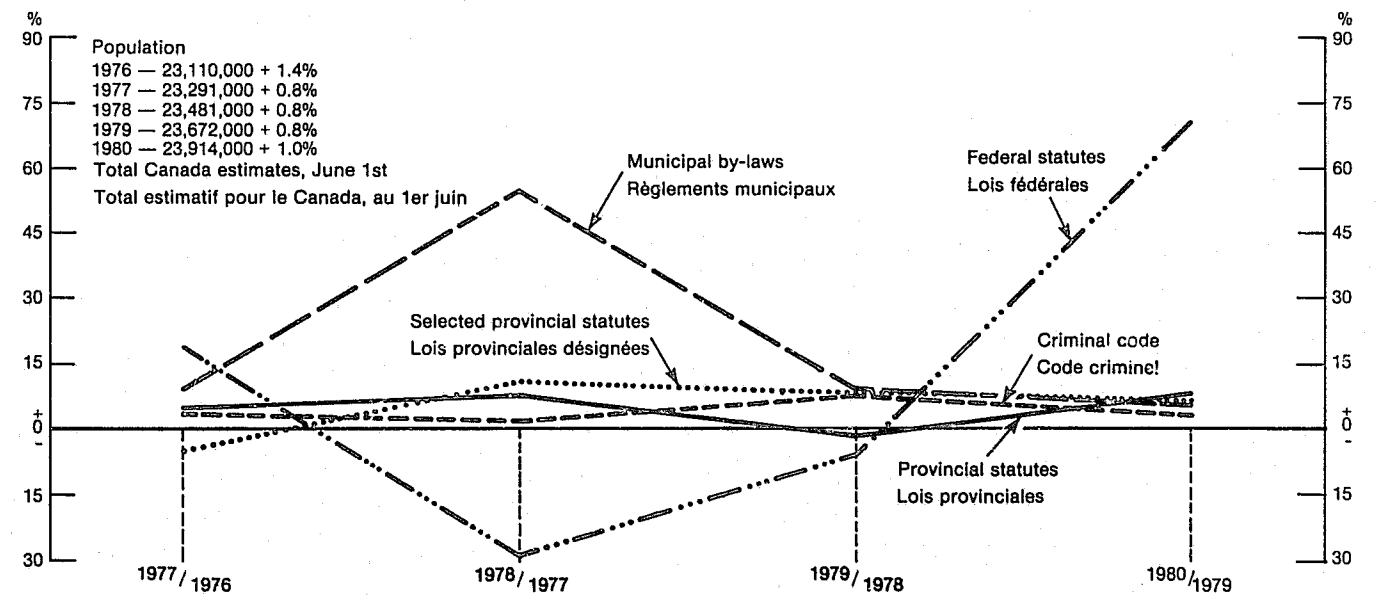 %
90
75
60
45
30
15
+
0
-
15
30
Population
1976 — 23,110,000 + 1.4%
1977 — 23,291,000 + 0.8%
1978 — 23,481,000 + 0.8%
1979 — 23,672,000 + 0.8%
1980 — 23,914,000 + 1.0%
Total Canada estimates, June 1st
Total estimatif pour le Canada, au 1er juin
Municipal by-laws
Règlements municipaux
Federal statutes
Lois fédérales
Selected provincial statutes
Lois provinciales désignées
Criminal code
Code crimine!
Provincial statutes
Lois provinciales
%
90
75
60
45
30
15
+
0
-
15
30
1977/1976
1978/1977
1979/1978
1980/1979